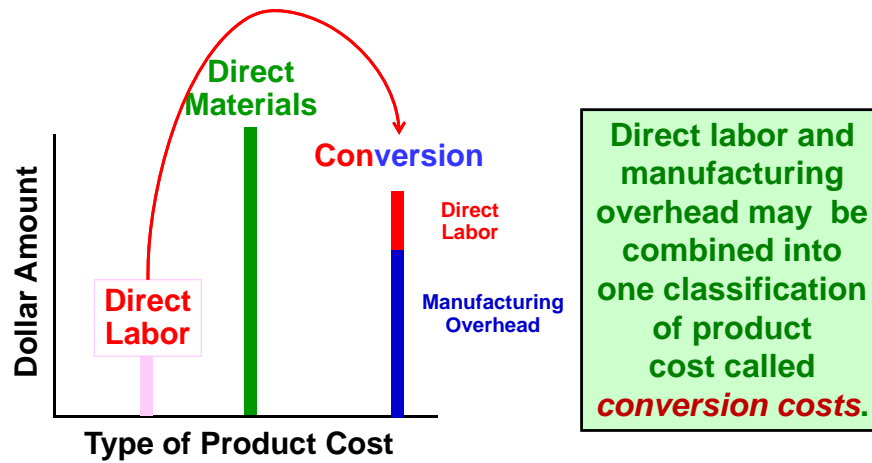 Direct
Materials
Conversion
Direct
Labor
Manufacturing
Overhead
Direct
Labor
Dollar Amount
Type of Product Cost
Direct labor and
manufacturing
overhead may  be
combined into
one classification
of product
cost called
conversion costs.